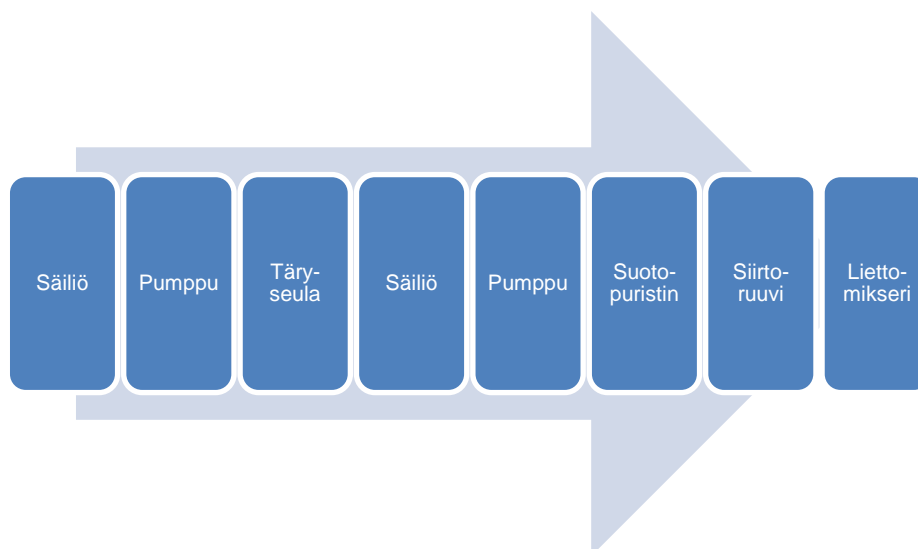 Säiliö
Pumppu
Täry-
seula
Säiliö
Pumppu
Suoto-
puristin
Siirto-
ruuvi
Lietto-
mikseri